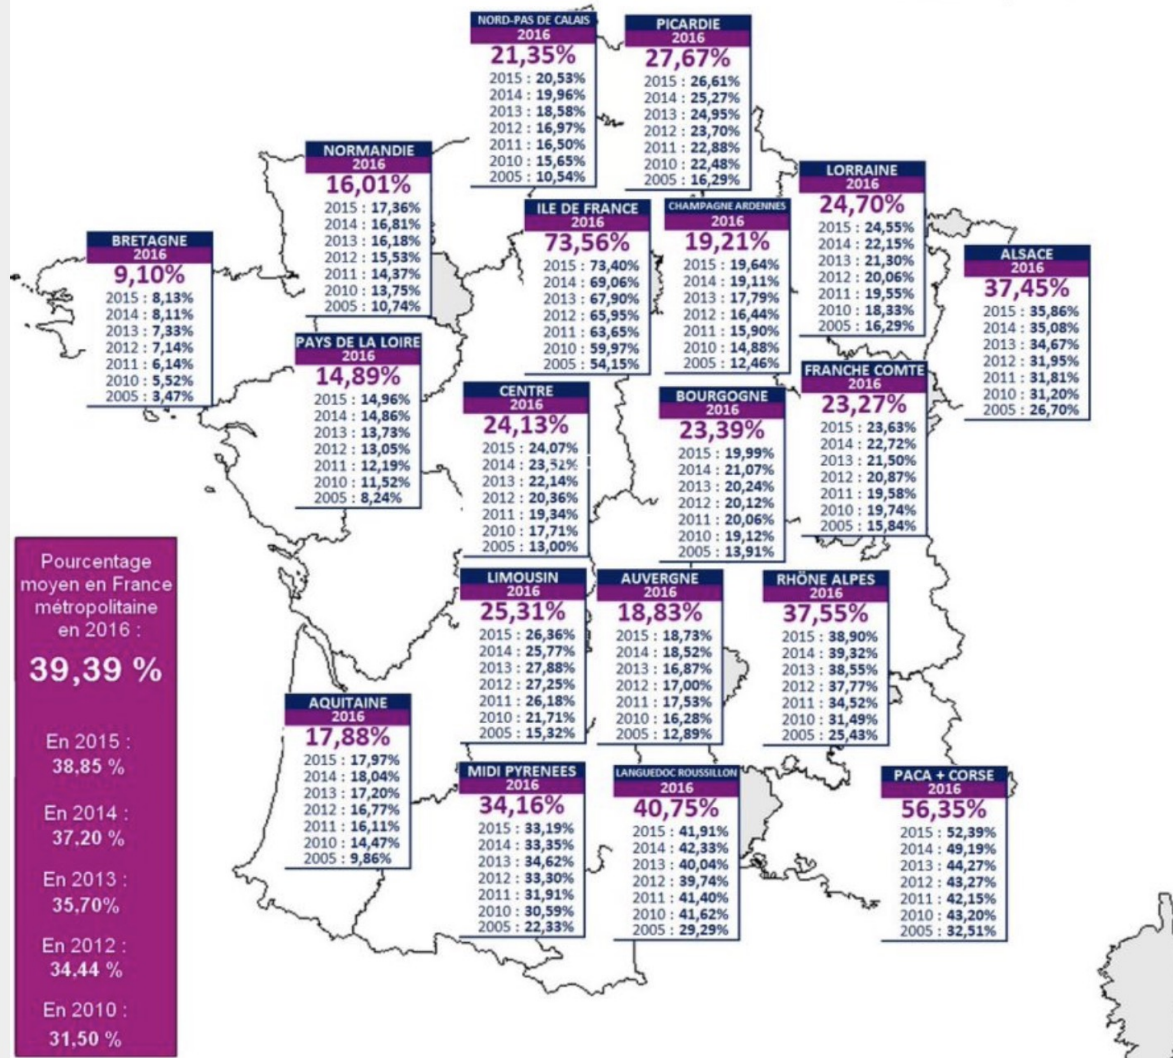 NORD-PAS DE CALAIS
2016
21,35%
2015 : 20,53%
2014 : 19,96%
2013 : 18,58%
2012 : 16,97%
2011 : 16,50%
2010 : 15,65%
2005 : 10,54%
PICARDIE
2016
27,67%
2015 : 26,61%
2014 : 25,27%
2013 : 24,95%
2012 : 23,70%
2011 : 22,88%
2010 : 22,48%
2005 : 16,29%
NORMANDIE
2016
16,01%
2015 : 17,36%
2014 : 16,81%
2013 : 16,18%
2012 : 15,53%
2011 : 14,37%
2010 : 13,75%
2005 : 10,74%
LORRAINE
2016
24,70%
2015 : 24,55%
2014 : 22,15%
2013 : 21,30%
2012 : 20,06%
2011 : 19,55%
2010 : 18,33%
2005 : 16,29%
ILE DE FRANCE
2016
73,56%
2015 : 73,40%
2014 : 69,06%
2013 : 67,90%
2012 : 65,95%
2011 : 63,65%
2010 : 59,97%
2005 : 54,15%
CHAMPAGNE ARDENNES
2016
19,21%
2015 : 19,64%
2014 : 19,11%
2013 : 17,79%
2012 : 16,44%
2011 : 15,90%
2010 : 14,88%
2005 : 12,46%
BRETAGNE
2016
9,10%
2015 : 8,13%
2014 : 8,11%
2013 : 7,33%
2012 : 7,14%
2011 : 6,14%
2010 : 5,52%
2005 : 3,47%
ALSACE
2016
37,45%
2015 : 35,86%
2014 : 35,08%
2013 : 34,67%
2012 : 31,95%
2011 : 31,81%
2010 : 31,20%
2005 : 26,70%
PAYS DE LA LOIRE
2016
14,89%
2015 : 14,96%
2014 : 14,86%
2013 : 13,73%
2012 : 13,05%
2011 : 12,19%
2010 : 11,52%
2005 : 8,24%
CENTRE
2016
24,13%
2015 : 24,07%
2014 : 23,52%
2013 : 22,14%
2012 : 20,36%
2011 : 19,34%
2010 : 17,71%
2005 : 13,00%
BOURGOGNE
2016
23,39%
2015 : 19,99%
2014 : 21,07%
2013 : 20,24%
2012 : 20,12%
2011 : 20,06%
2010 : 19,12%
2005 : 13,91%
FRANCHE COMTE
2016
23,27%
2015 : 23,63%
2014 : 22,72%
2013 : 21,50%
2012 : 20,87%
2011 : 19,58%
2010 : 19,74%
2005 : 15,84%
Pourcentage
moyen en France
métropolitaine
en 2016 :
39,39 %
En 2015 :
38,85 %
En 2014 :
37,20 %
En 2013 :
35,70%
En 2012 :
34,44 %
En 2010 :
31,50 %
LIMOUSIN
2016
25,31%
2015 : 26,36%
2014 : 25,77%
2013 : 27,88%
2012 : 27,25%
2011 : 26,18%
2010 : 21,71%
2005 : 15,32%
AUVERGNE
2016
18,83%
2015 : 18,73%
2014 : 18,52%
2013 : 16,87%
2012 : 17,00%
2011 : 17,53%
2010 : 16,28%
2005 : 12,89%
RHÔNE ALPES
2016
37,55%
2015 : 38,90%
2014 : 39,32%
2013 : 38,55%
2012 : 37,77%
2011 : 34,52%
2010 : 31,49%
2005 : 25,43%
AQUITAINE
2016
17,88%
2015 : 17,97%
2014 : 18,04%
2013 : 17,20%
2012 : 16,77%
2011 : 16,11%
2010 : 14,47%
2005 : 9,86%
MIDI PYRENEES
2016
34,16%
2015 : 33,19%
2014 : 33,35%
2013 : 34,62%
2012 : 33,30%
2011 : 31,91%
2010 : 30,59%
2005 : 22,33%
LANGUEDOC ROUSSILLON
2016
40,75%
2015 : 41,91%
2014 : 42,33%
2013 : 40,04%
2012 : 39,74%
2011 : 41,40%
2010 : 41,62%
2005 : 29,29%
PACA + CORSE
2016
56,35%
2015 : 52,39%
2014 : 49,19%
2013 : 44,27%
2012 : 43,27%
2011 : 42,15%
2010 : 43,20%
2005 : 32,51%